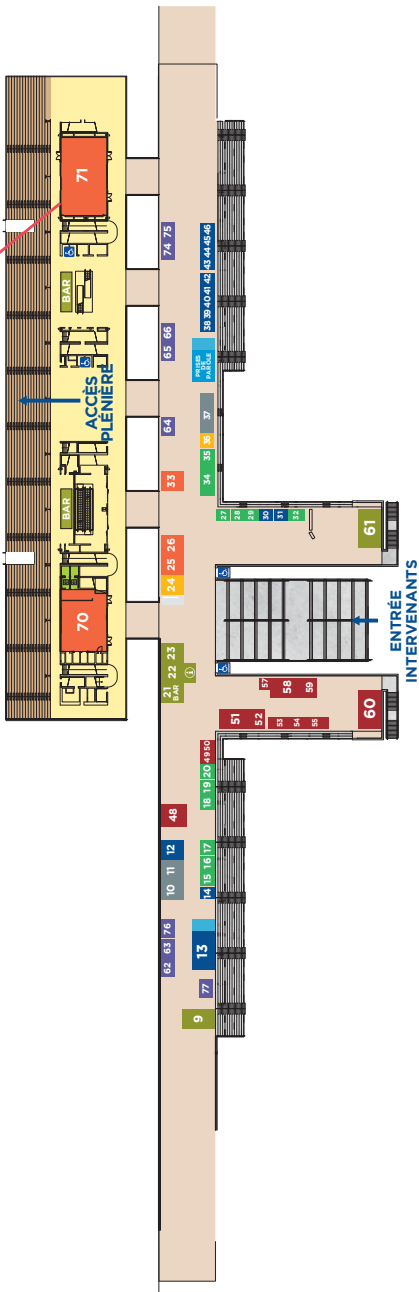 71
BAR
ACCÈS
PLÉNIÈRE
BAR
70
74 75
65 66
64
33
25 26
24
21 22 23
BAR
i
48
12
10 11
76
62 63
43 44 45 46
38 39 40 41 42
PRISES
DE
PAROLE
37
36
35
34
27
28
29
30
31
32
61
ENTRÉE
INTERVENANTS
57
58
59
51
52
53
54
55
60
49 50
18 19 20
15 16 17
14
13
77
9